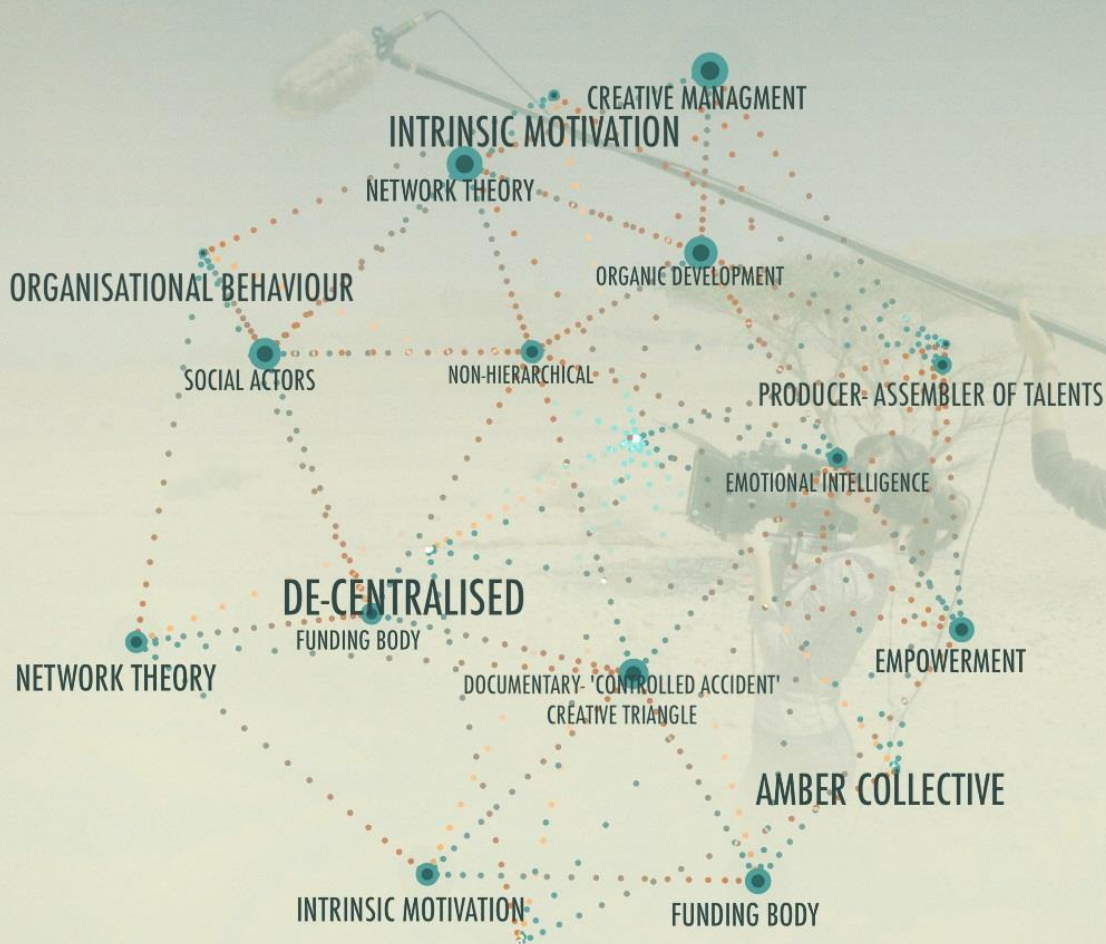 CREATIVE MANAGMENT
INTRINSIC MOTIVATION
NETWORK THEORY
ORGANIC DEVELOPMENT
ORGANISATIONAL BEHAVIOUR
SOCIAL ACTORS
NON-HIERARCHICAL
PRODUCER- ASSEMBLER OF TALENTS
EMOTIONAL INTELLIGENCE
DE-CENTRALISED
FUNDING BODY
NETWORK THEORY
EMPOWERMENT
DOCUMENTARY- 'CONTROLLED ACCIDENT'
CREATIVE TRIANGLE
AMBER COLLECTIVE
INTRINSIC MOTIVATION
FUNDING BODY